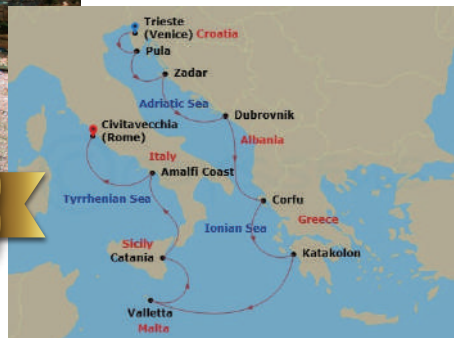 Trieste
(Venice) Croatia
Pula
Zadar
Adriatic Sea
Dubrovnik
Civitavecchia
(Rome)
Albania
Italy
Amalfi Coast
Tyrrhenian Sea
Corfu
Greece
Ionian Sea
Sicily
Catania
Katakolon
Valletta
Malta